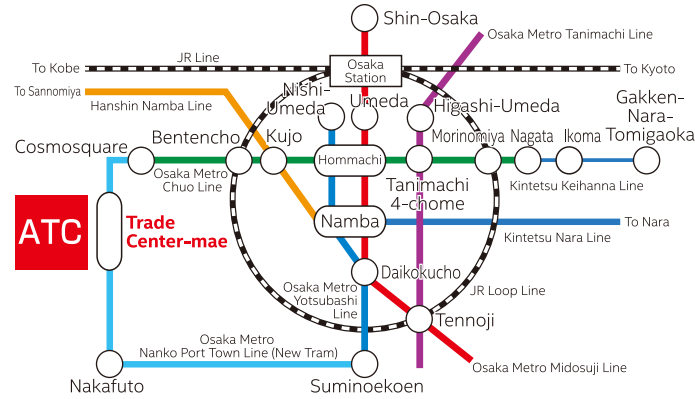 Shin-Osaka
Osaka Metro Tanimachi Line
JR Line
Osaka
Station
To Kobe
To Kyoto
To Sannomiya
Hanshin Namba Line
Nishi-
Umeda
Umeda
Higashi-Umeda
Gakken-
Nara-
Tomigaoka
Cosmosquare
Bentencho
Kujo
Hommachi
Morinomiya
Nagata
Ikoma
Osaka Metro
Chuo Line
Tanimachi
4-chome
Kintetsu Keihanna Line
ATC
Trade
Center-mae
Namba
To Nara
Kintetsu Nara Line
Daikokucho
Osaka Metro
Yotsubashi
Line
JR Loop Line
Tennoji
Osaka Metro
Nanko Port Town Line (New Tram)
Osaka Metro Midosuji Line
Nakafuto
Suminoekoen